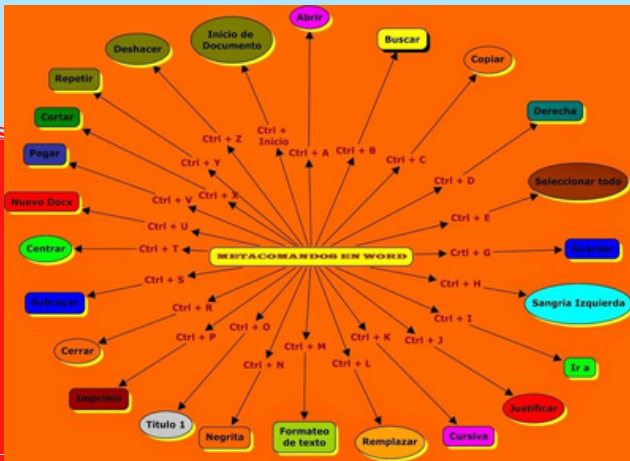 Abrir
Inicio de
Documento
Deshacer
Buscar
Copiar
Repetir
Cortar
Derecha
Pegar
Seleccionar todo
Nuevo Docx
Centrar
Guardar
Subrayar
Sangria Izquierda
Cerrar
Ir a
Imprimir
Justificar
Titulo 1
Negrita
Formateo
de texto
Remplazar
Cursiva
Ctrl +
Inicio
Ctrl + A
Ctrl + B
Ctrl + C
Ctrl + D
Ctrl + E
Crtl + G
Ctrl + H
Ctrl + I
Ctrl + J
Ctrl + K
Ctrl + L
Ctrl + M
Ctrl + N
Ctrl + O
Ctrl + P
Ctrl + R
Ctrl + S
Ctrl + T
Ctrl + U
Ctrl + V
Ctrl + X
Ctrl + Y
Ctrl + Z
METACOMANDOS EN WORD